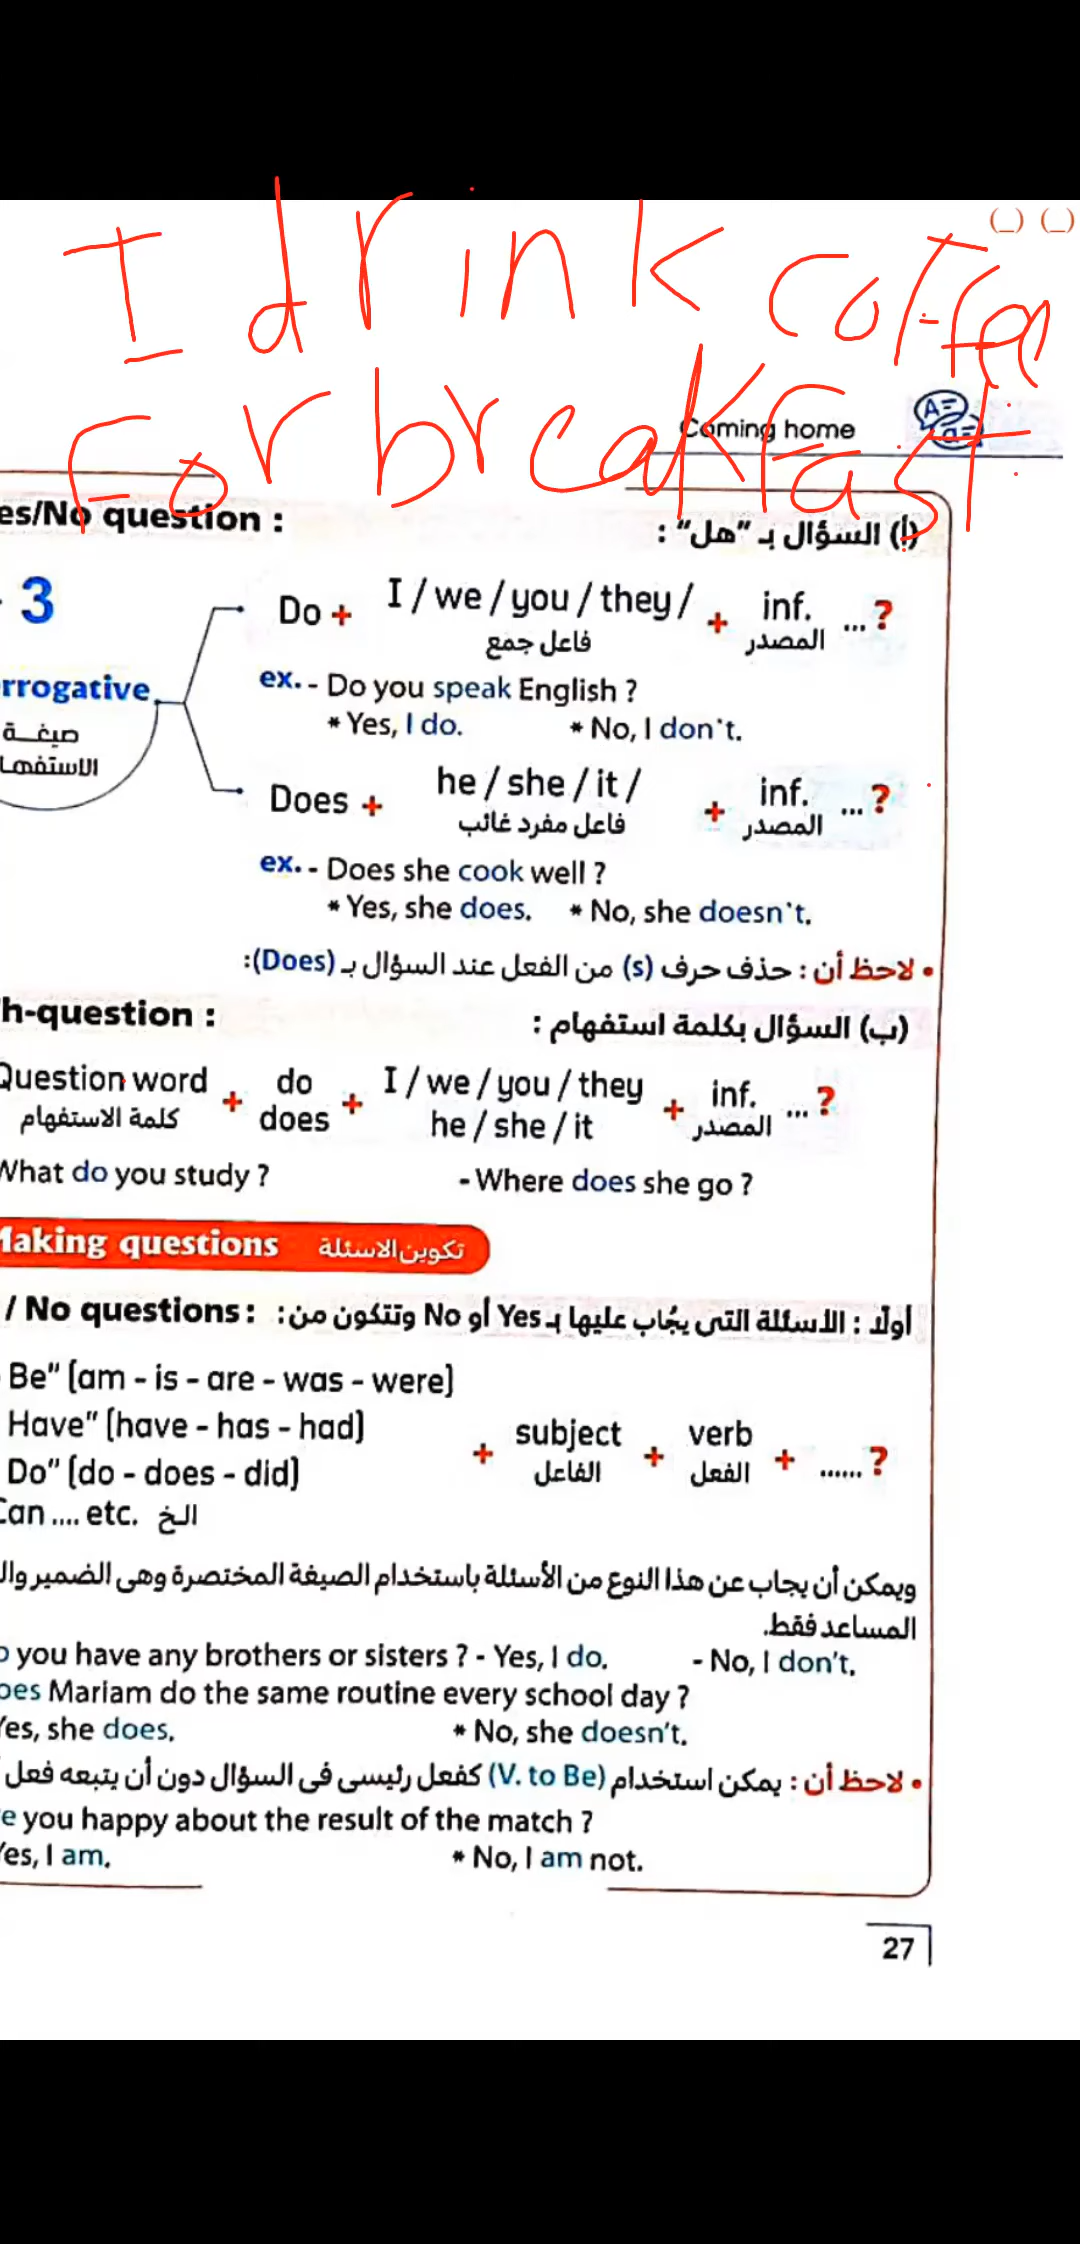 (_) (_)
I drink coffee
For breakfast
Coming home
A= a=
es/No question :
(أ) السؤال بـ "هل" :
3
Do + I / we / you / they / + inf. ... ?
فاعل جمع المصدر
ex. - Do you speak English ?
* Yes, I do. * No, I don't.
rrogative
صيغـــة
الاستفها
Does + he / she / it / + inf. ... ?
فاعل مفرد غائب المصدر
ex. - Does she cook well ?
* Yes, she does. * No, she doesn't.
• لاحظ أن : حذف حرف (s) من الفعل عند السؤال بـ (Does):
h-question :
(ب) السؤال بكلمة استفهام :
Question word + do does + I / we / you / they he / she / it + inf. ... ?
كلمة الاستفهام المصدر
What do you study ? - Where does she go ?
Making questions تكوين الاسئلة
/ No questions : أولًا : الأسئلة التى يجُاب عليها بـ Yes أو No وتتكون من:
Be" (am - is - are - was - were)
Have" (have - has - had)
Do" (do - does - did)
Can .... etc. الخ
+ subject + verb + ...... ?
الفاعل الفعل
ويمكن أن يجاب عن هذا النوع من الأسئلة باستخدام الصيغة المختصرة وهى الضمير وال
المساعد فقط.
o you have any brothers or sisters ? - Yes, I do. - No, I don't.
oes Mariam do the same routine every school day ?
Yes, she does. * No, she doesn't.
• لاحظ أن : يمكن استخدام (V. to Be) كفعل رئيسى فى السؤال دون أن يتبعه فعل
e you happy about the result of the match ?
Yes, I am. * No, I am not.
27